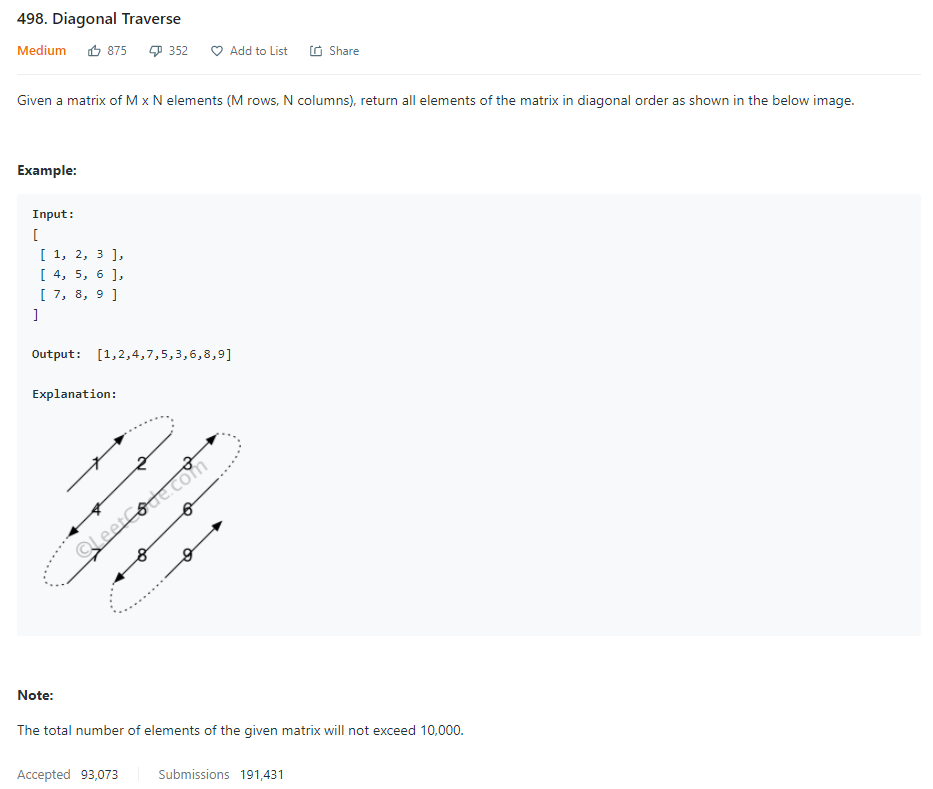 498. Diagonal Traverse
Medium 875 352 Add to List Share
Given a matrix of M x N elements (M rows, N columns), return all elements of the matrix in diagonal order as shown in the below image.
Example:
Input:
[
[ 1, 2, 3 ],
[ 4, 5, 6 ],
[ 7, 8, 9 ]
]
Output: [1,2,4,7,5,3,6,8,9]
Explanation:
1 2 3
4 5 6
7 8 9
©LeetCode.com
Note:
The total number of elements of the given matrix will not exceed 10,000.
Accepted 93,073 Submissions 191,431